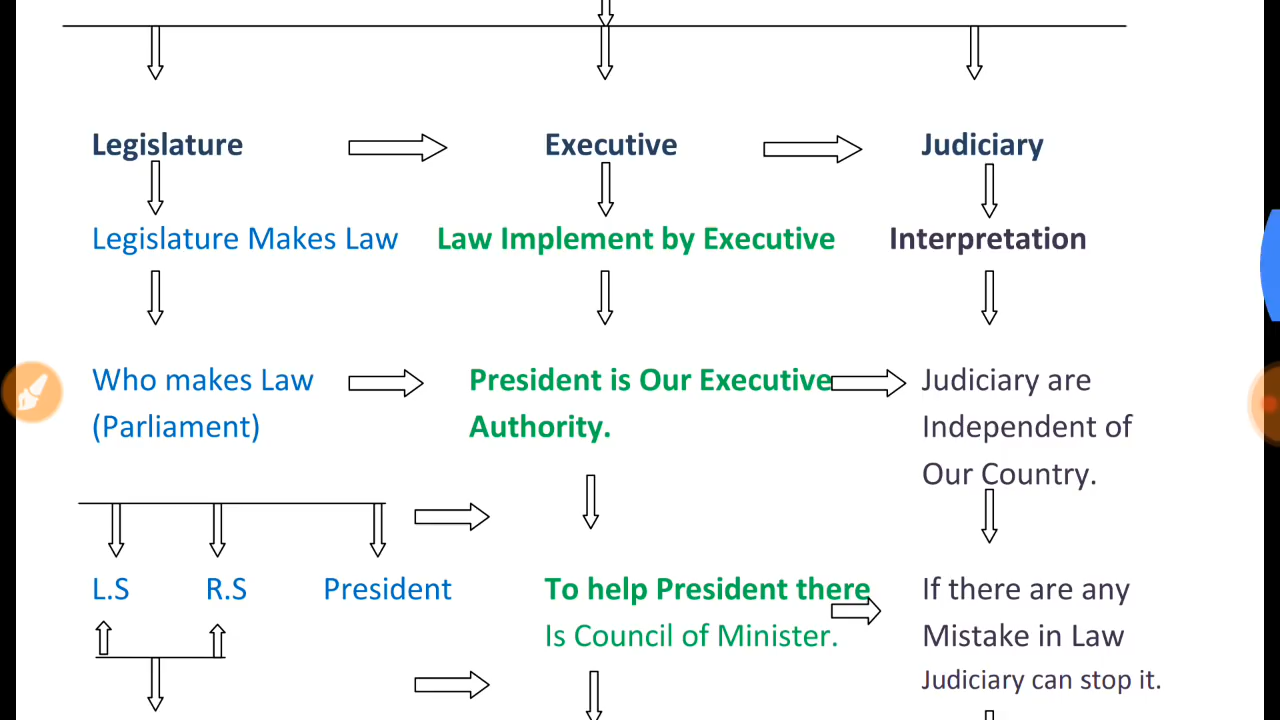 Legislature Executive Judiciary
Legislature Makes Law Law Implement by Executive Interpretation
Who makes Law President is Our Executive Judiciary are
(Parliament) Authority. Independent of
Our Country.
L.S R.S President To help President there If there are any
Is Council of Minister. Mistake in Law
Judiciary can stop it.